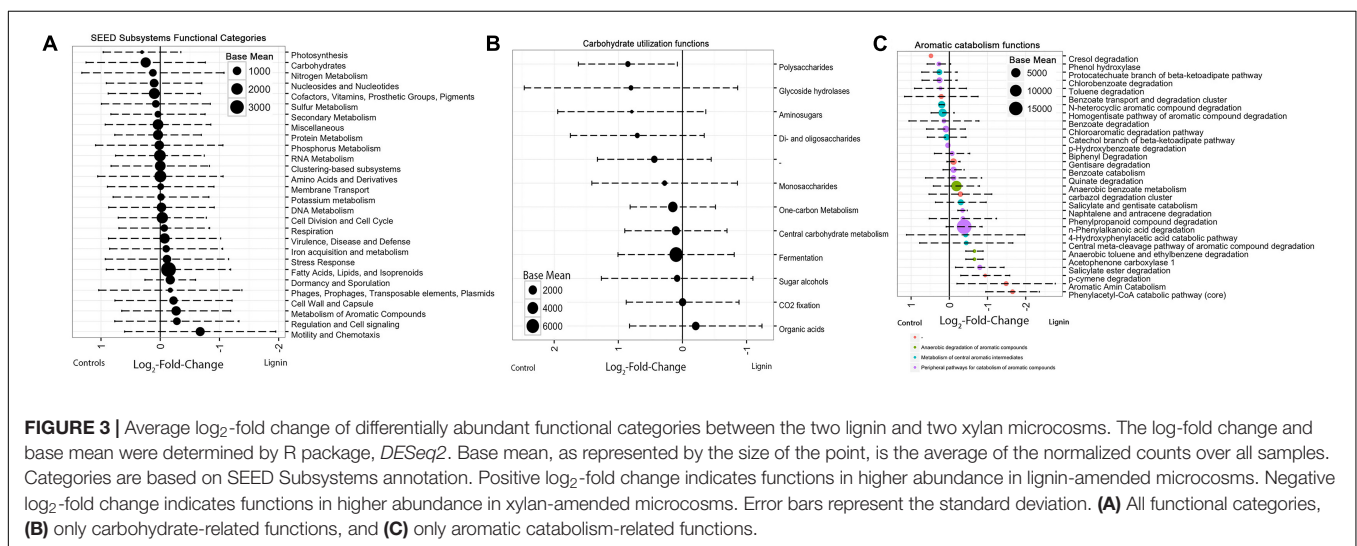 A
SEED Subsystems Functional Categories
Base Mean
1000
2000
3000
Photosynthesis
Carbohydrates
Nitrogen Metabolism
Nucleosides and Nucleotides
Cofactors, Vitamins, Prosthetic Groups, Pigments
Sulfur Metabolism
Secondary Metabolism
Miscellaneous
Protein Metabolism
Phosphorus Metabolism
RNA Metabolism
Clustering-based subsystems
Amino Acids and Derivatives
Membrane Transport
Potassium metabolism
DNA Metabolism
Cell Division and Cell Cycle
Respiration
Virulence, Disease and Defense
Iron acquisition and metabolism
Stress Response
Fatty Acids, Lipids, and Isoprenoids
Dormancy and Sporulation
Phages, Prophages, Transposable elements, Plasmids
Cell Wall and Capsule
Metabolism of Aromatic Compounds
Regulation and Cell signaling
Motility and Chemotaxis
1 0 -1 -2
Controls Log2-Fold-Change Lignin
B
Carbohydrate utilization functions
Polysaccharides
Glycoside hydrolases
Aminosugars
Di- and oligosaccharides
-
Monosaccharides
One-carbon Metabolism
Central carbohydrate metabolism
Fermentation
Sugar alcohols
CO2 fixation
Organic acids
Base Mean
2000
4000
6000
2 1 0 -1
Control Log2-Fold-Change Lignin
C
Aromatic catabolism functions
Base Mean
5000
10000
15000
Cresol degradation
Phenol hydroxylase
Protocatechuate branch of beta-ketoadipate pathway
Chlorobenzoate degradation
Toluene degradation
Benzoate transport and degradation cluster
N-heterocyclic aromatic compound degradation
Homogentisate pathway of aromatic compound degradation
Benzoate degradation
Chloroaromatic degradation pathway
Catechol branch of beta-ketoadipate pathway
p-Hydroxybenzoate degradation
Biphenyl Degradation
Gentisare degradation
Benzoate catabolism
Quinate degradation
Anaerobic benzoate metabolism
carbazol degradation cluster
Salicylate and gentisate catabolism
Naphtalene and antracene degradation
Phenylpropanoid compound degradation
n-Phenylalkanoic acid degradation
4-Hydroxyphenylacetic acid catabolic pathway
Central meta-cleavage pathway of aromatic compound degradation
Anaerobic toluene and ethylbenzene degradation
Acetophenone carboxylase 1
Salicylate ester degradation
p-cymene degradation
Aromatic Amin Catabolism
Phenylacetyl-CoA catabolic pathway (core)
1 0 -1 -2
Control Log2-Fold-Change Lignin
-
Anaerobic degradation of aromatic compounds
Metabolism of central aromatic intermediates
Peripheral pathways for catabolism of aromatic compounds
FIGURE 3 | Average log2-fold change of differentially abundant functional categories between the two lignin and two xylan microcosms. The log-fold change and
base mean were determined by R package, DESeq2. Base mean, as represented by the size of the point, is the average of the normalized counts over all samples.
Categories are based on SEED Subsystems annotation. Positive log2-fold change indicates functions in higher abundance in lignin-amended microcosms. Negative
log2-fold change indicates functions in higher abundance in xylan-amended microcosms. Error bars represent the standard deviation. (A) All functional categories,
(B) only carbohydrate-related functions, and (C) only aromatic catabolism-related functions.